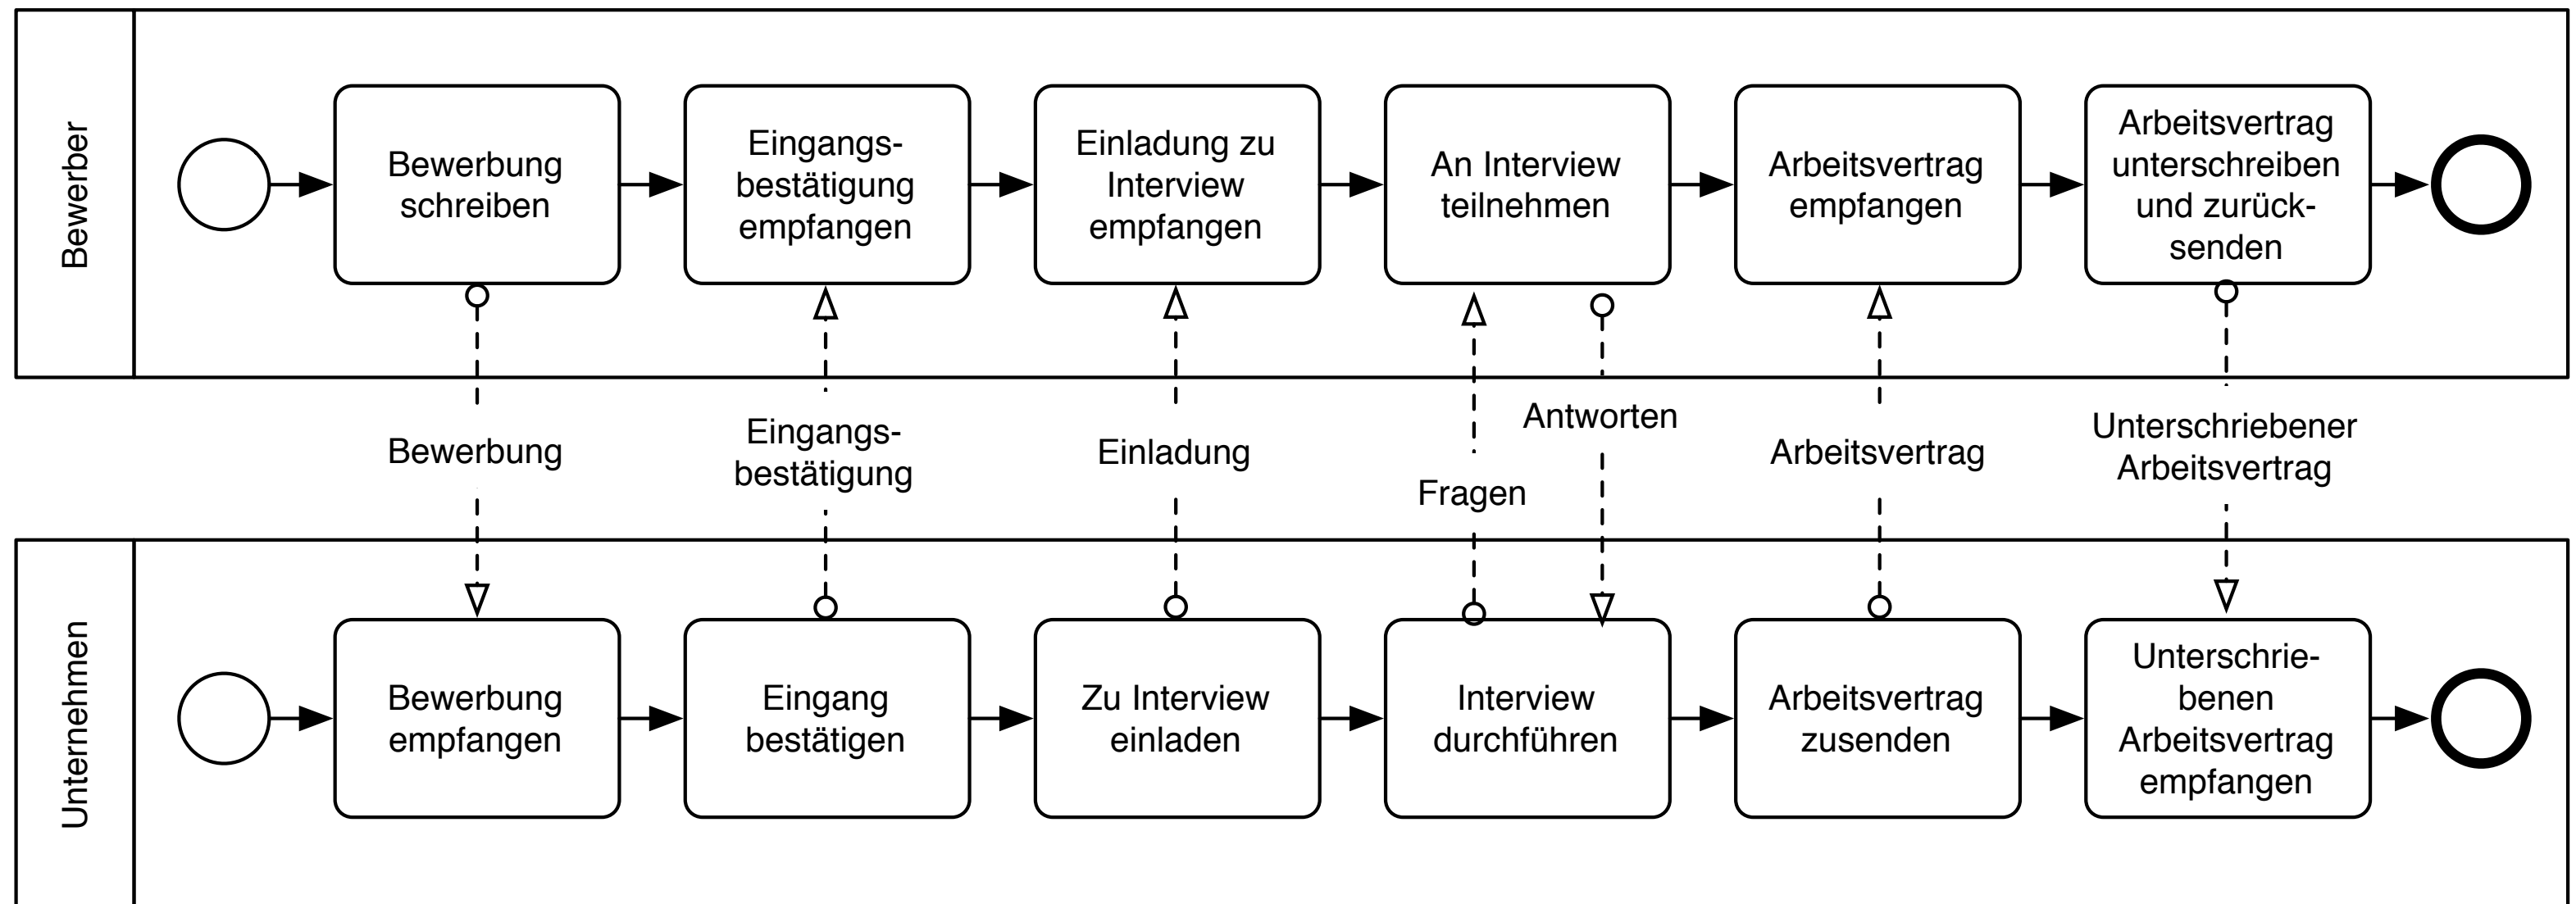 Bewerber
Bewerbung
schreiben
Eingangs-
bestätigung
empfangen
Einladung zu
Interview
empfangen
An Interview
teilnehmen
Arbeitsvertrag
empfangen
Arbeitsvertrag
unterschreiben
und zurück-
senden
Bewerbung
Eingangs-
bestätigung
Einladung
Fragen
Antworten
Arbeitsvertrag
Unterschriebener
Arbeitsvertrag
Unternehmen
Bewerbung
empfangen
Eingang
bestätigen
Zu Interview
einladen
Interview
durchführen
Arbeitsvertrag
zusenden
Unterschrie-
benen
Arbeitsvertrag
empfangen